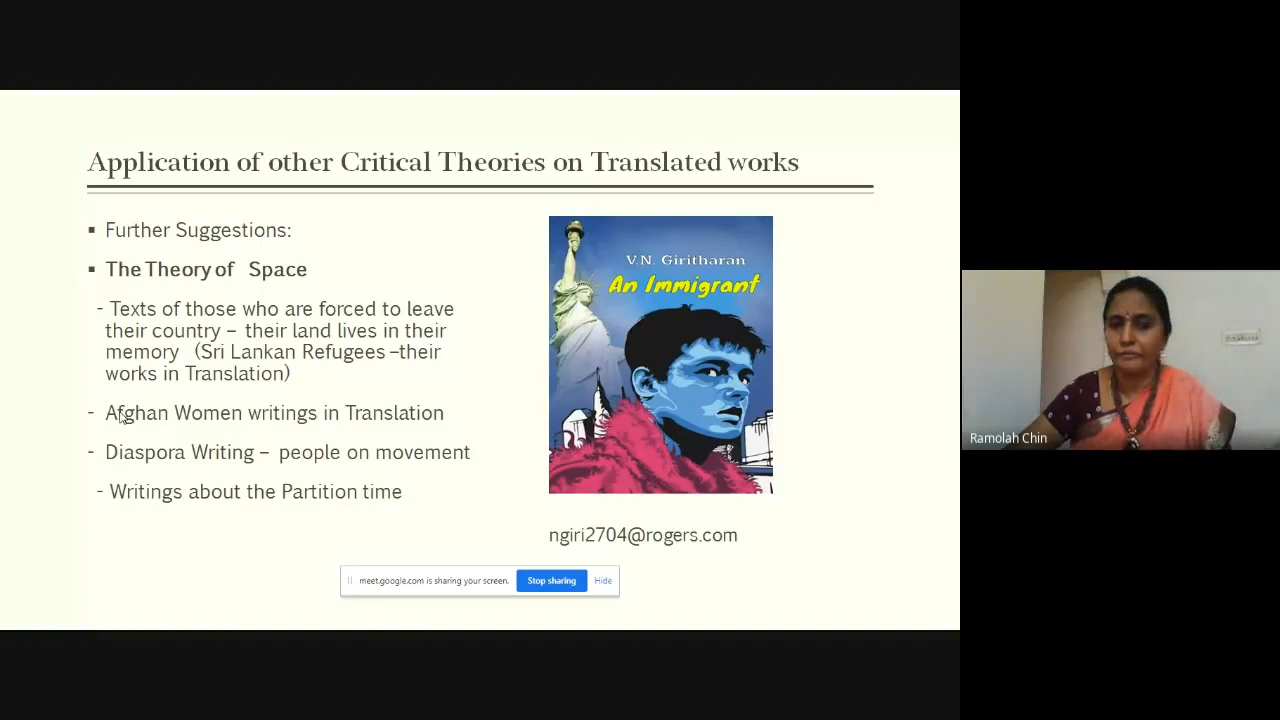 Application of other Critical Theories on Translated works
▪ Further Suggestions:
▪ The Theory of Space
- Texts of those who are forced to leave
their country – their land lives in their
memory (Sri Lankan Refugees –their
works in Translation)
- Afghan Women writings in Translation
- Diaspora Writing – people on movement
- Writings about the Partition time
V.N. Giritharan
An Immigrant
ngiri2704@rogers.com
meet.google.com is sharing your screen.
Stop sharing
Hide
Ramolah Chin